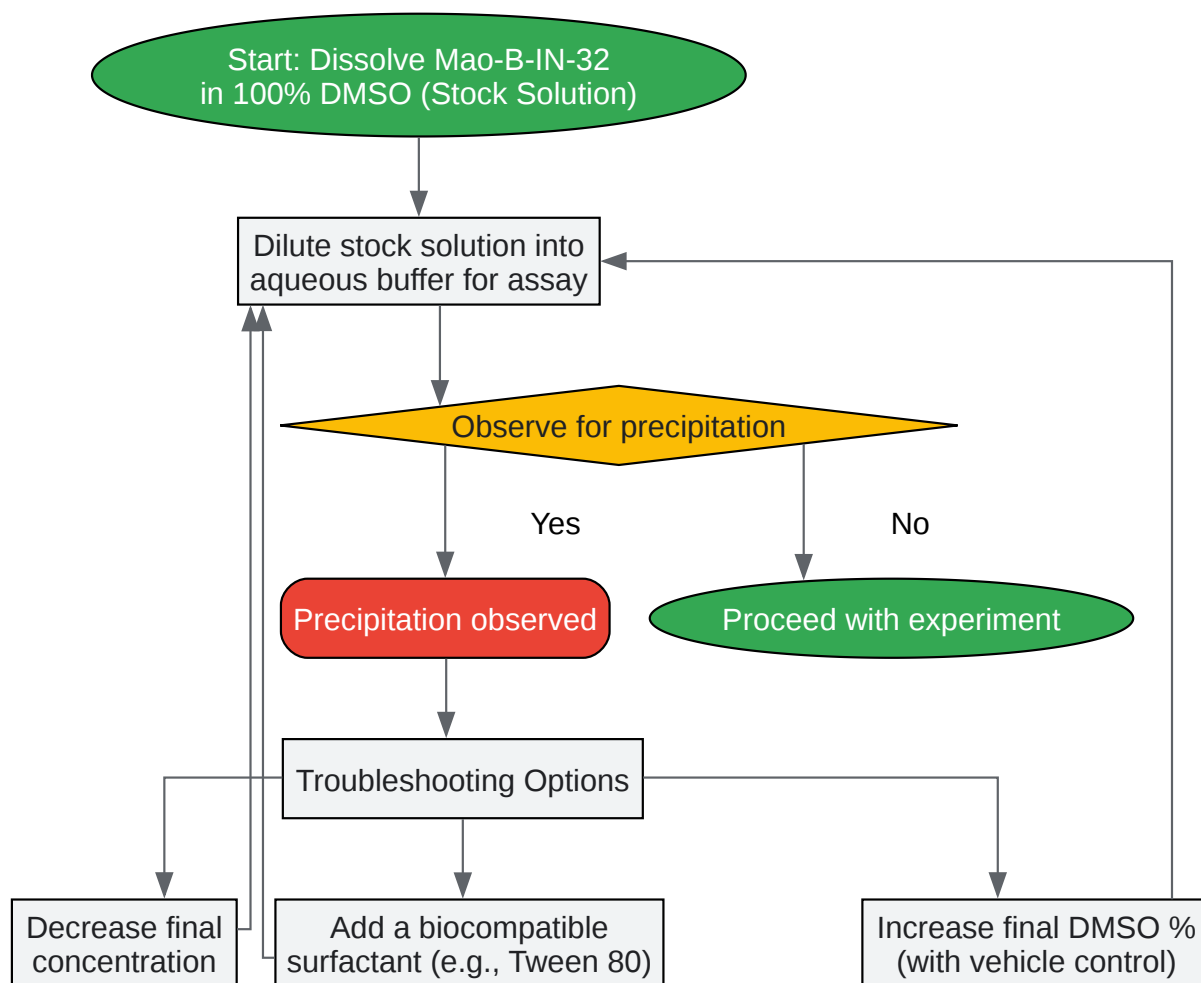 Start: Dissolve Mao-B-IN-32
in 100% DMSO (Stock Solution)
Dilute stock solution into
aqueous buffer for assay
Observe for precipitation
Yes
No
Precipitation observed
Proceed with experiment
Troubleshooting Options
Decrease final
concentration
Add a biocompatible
surfactant (e.g., Tween 80)
Increase final DMSO %
(with vehicle control)